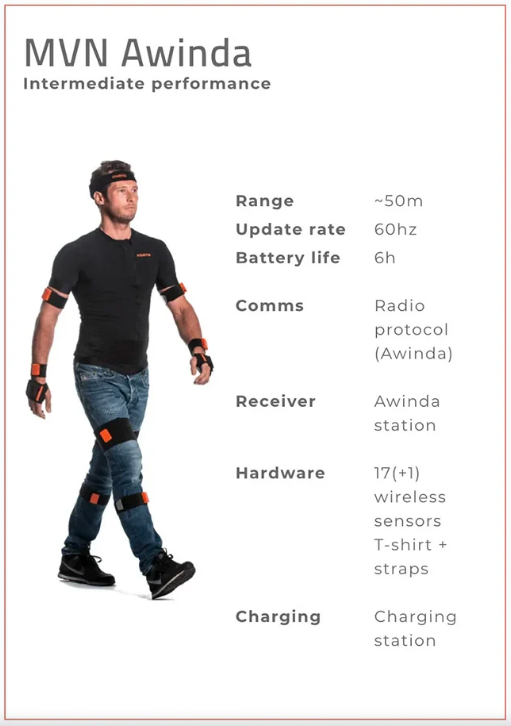 MVN Awinda
Intermediate performance
Range ~50m
Update rate 60hz
Battery life 6h
Comms Radio
protocol
(Awinda)
Receiver Awinda
station
Hardware 17(+1)
wireless
sensors
T-shirt +
straps
Charging Charging
station